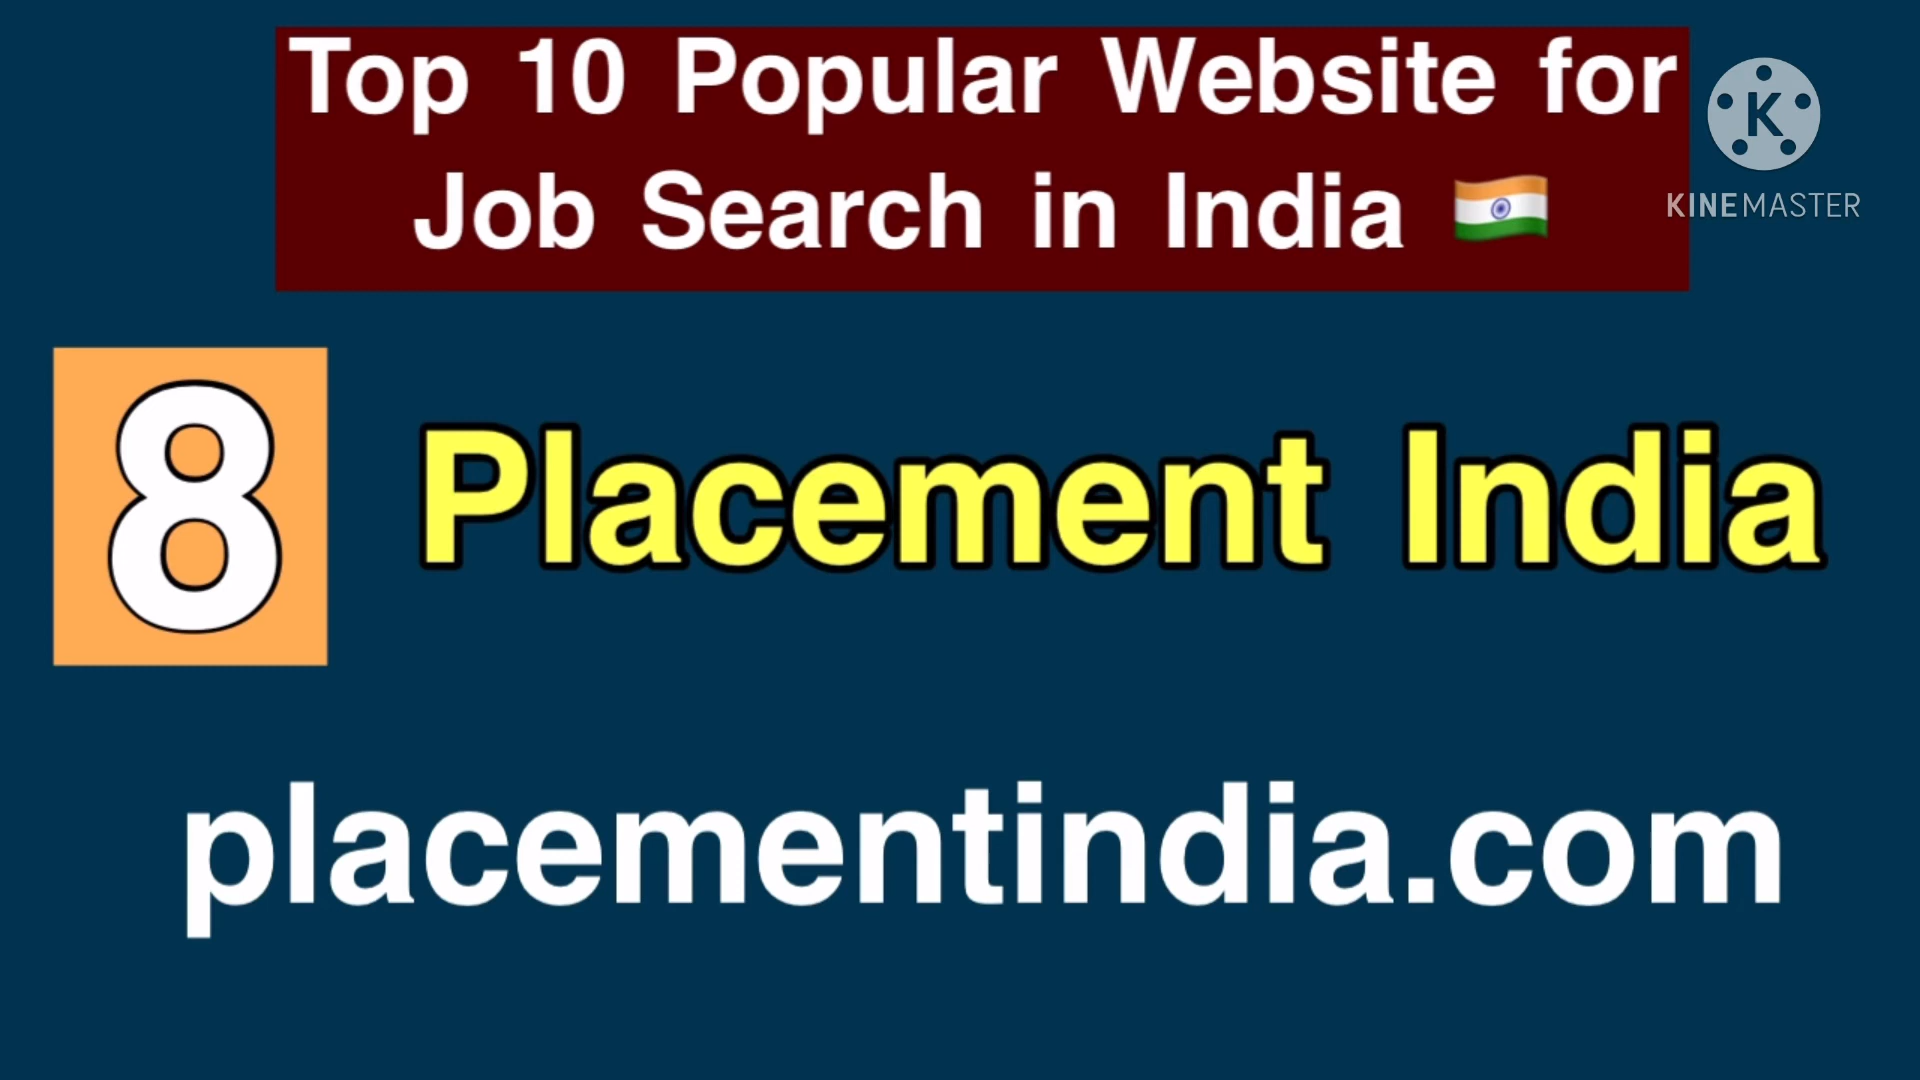 Top 10 Popular Website for
Job Search in India 🇮🇳
K
KINEMASTER
8
Placement India
placementindia.com